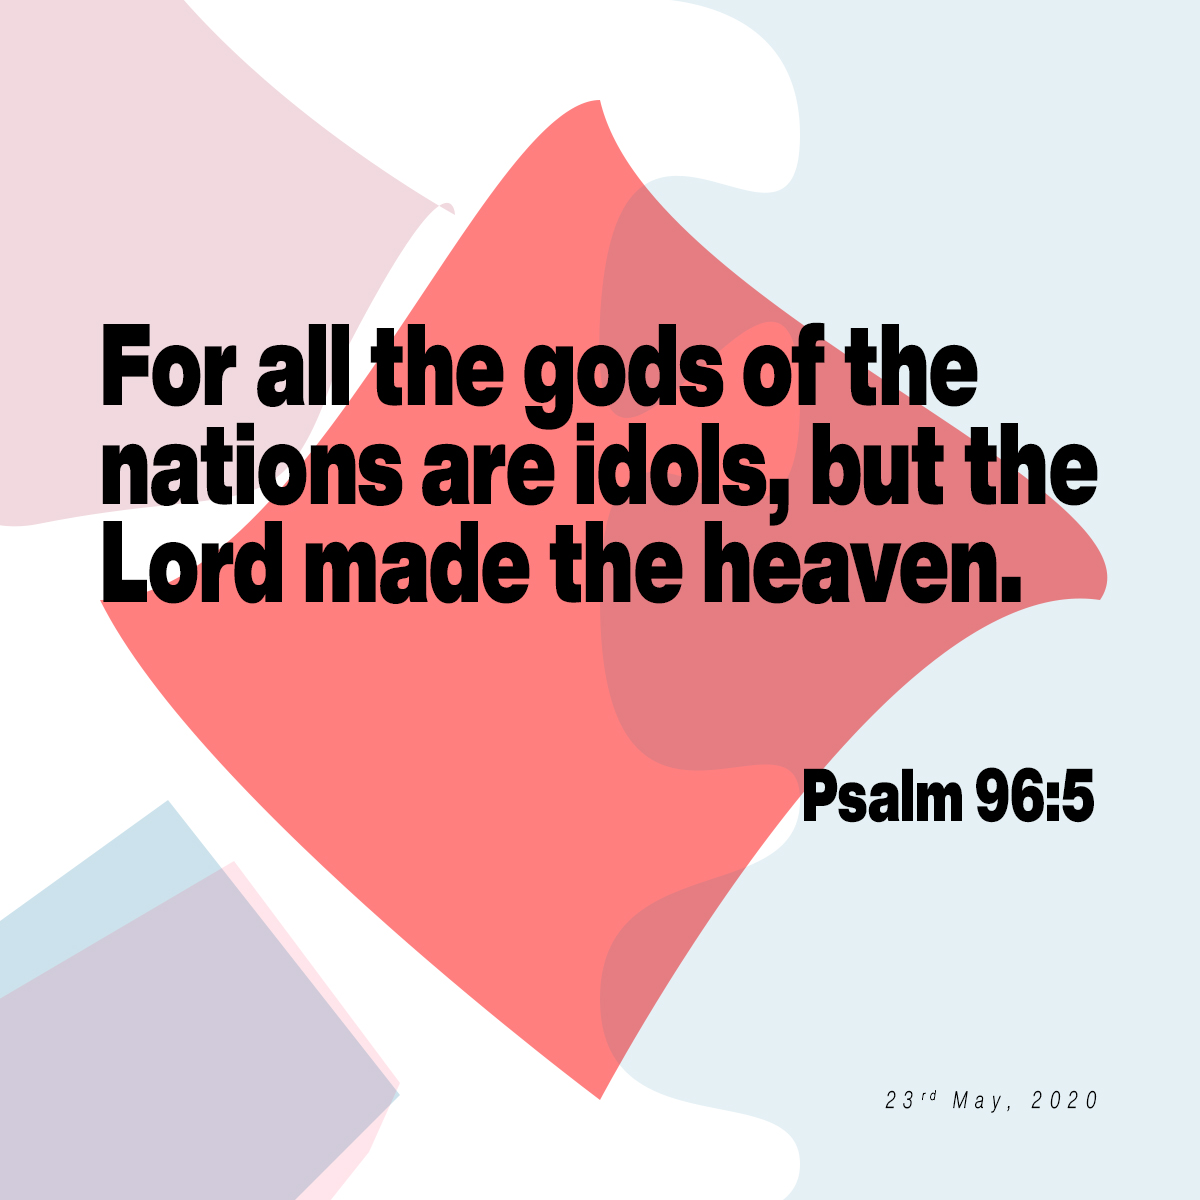 For all the gods of the
nations are idols, but the
Lord made the heaven.
Psalm 96:5
23rd May, 2020